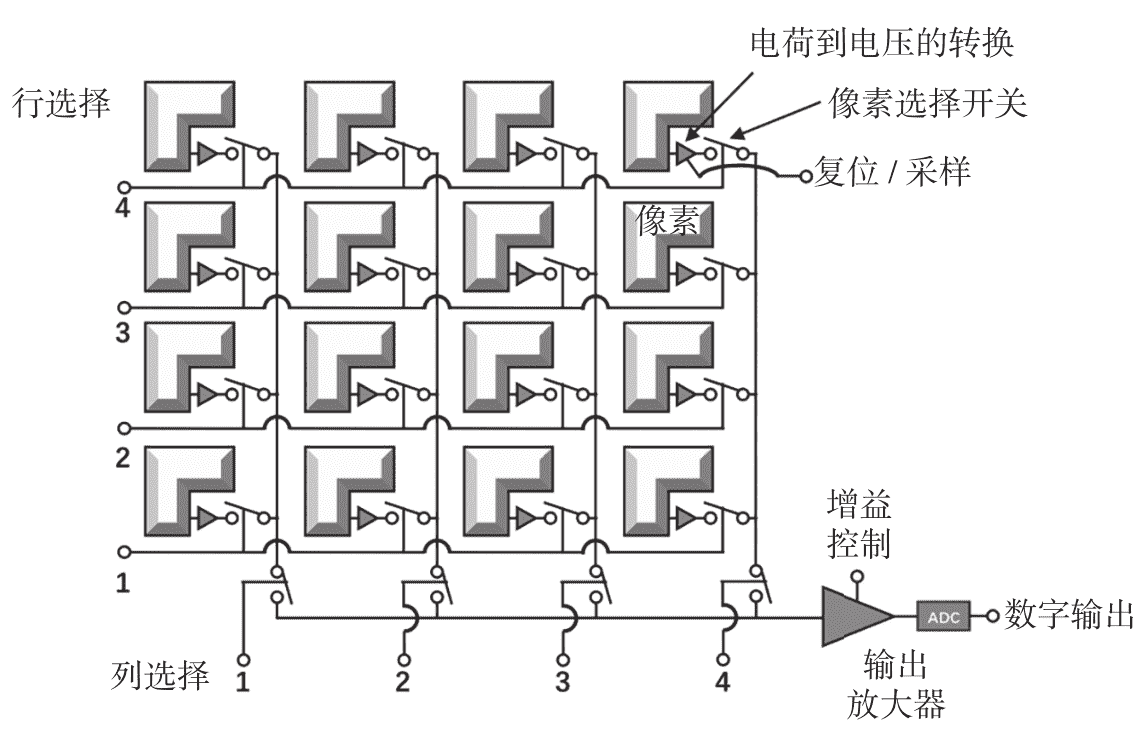 电荷到电压的转换
行选择
像素选择开关
复位 / 采样
4
像素
3
2
1
增益
控制
ADC
数字输出
列选择
1
2
3
4
输出
放大器